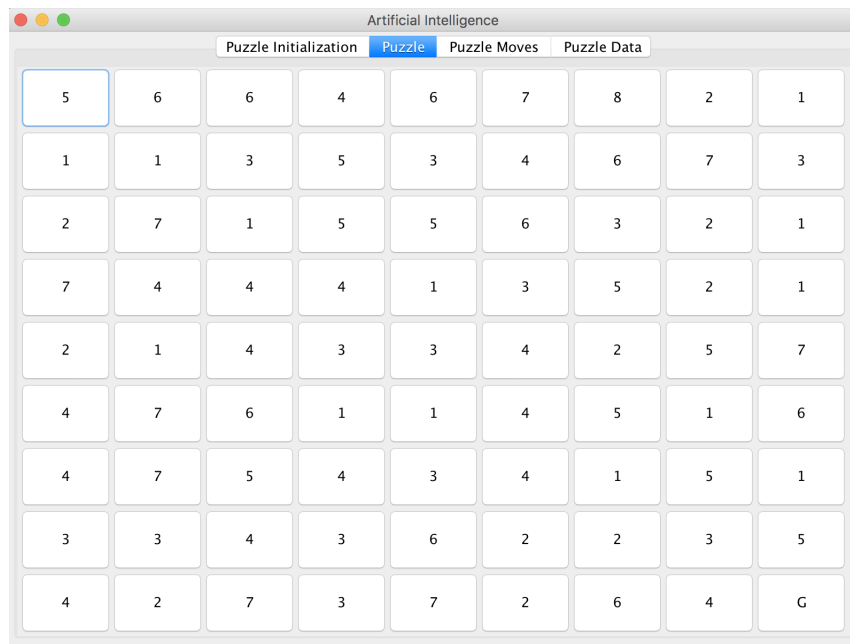 Artificial Intelligence
Puzzle Initialization Puzzle Puzzle Moves Puzzle Data
5 6 6 4 6 7 8 2 1
1 1 3 5 3 4 6 7 3
2 7 1 5 5 6 3 2 1
7 4 4 4 1 3 5 2 1
2 1 4 3 3 4 2 5 7
4 7 6 1 1 4 5 1 6
4 7 5 4 3 4 1 5 1
3 3 4 3 6 2 2 3 5
4 2 7 3 7 2 6 4 G